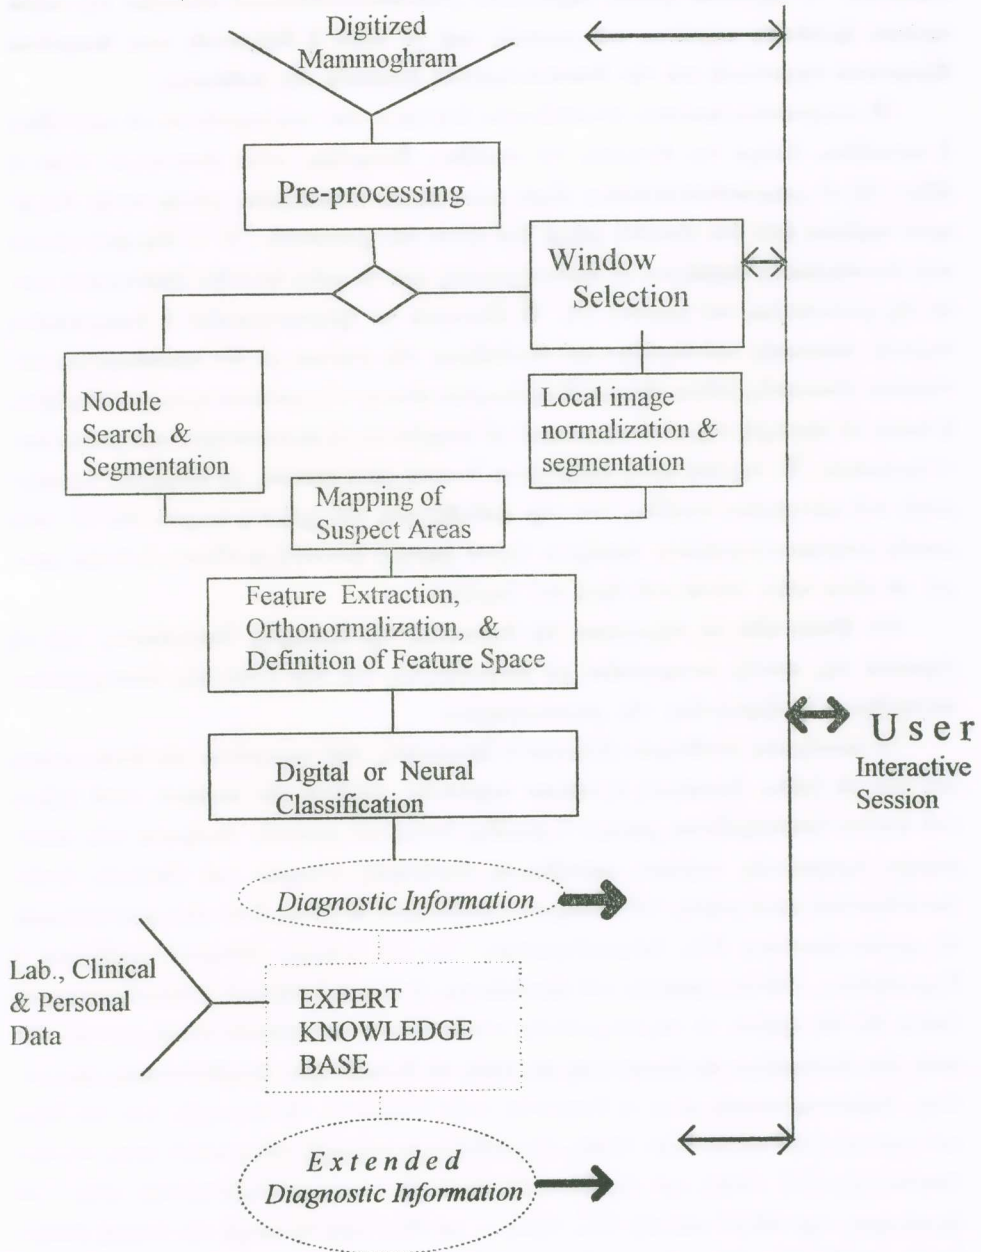 Digitized
Mammoghram
Pre-processing
Window
Selection
Nodule
Search &
Segmentation
Local image
normalization &
segmentation
Mapping of
Suspect Areas
Feature Extraction,
Orthonormalization, &
Definition of Feature Space
User
Interactive
Session
Digital or Neural
Classification
Diagnostic Information
Lab., Clinical
& Personal
Data
EXPERT
KNOWLEDGE
BASE
Extended
Diagnostic Information